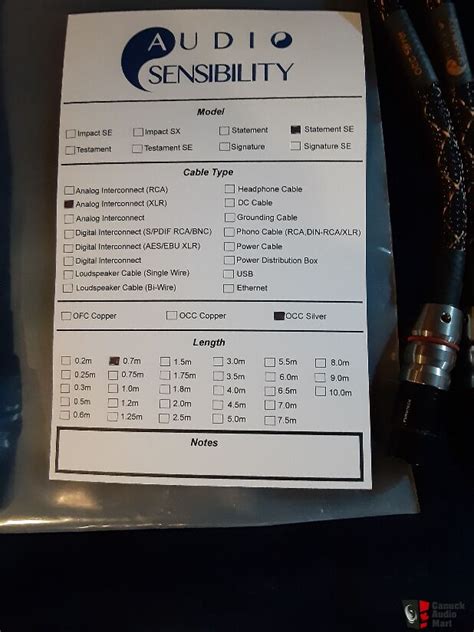 AUDIO
SENSIBILITY
Model
Impact SE Impact SX Statement Statement SE
Testament Testament SE Signature Signature SE
Cable Type
Analog Interconnect (RCA) Headphone Cable
Analog Interconnect (XLR) DC Cable
Analog Interconnect Grounding Cable
Digital Interconnect (S/PDIF RCA/BNC) Phono Cable (RCA,DIN-RCA/XLR)
Digital Interconnect (AES/EBU XLR) Power Cable
Digital Interconnect Power Distribution Box
Loudspeaker Cable (Single Wire) USB
Loudspeaker Cable (Bi-Wire) Ethernet
OFC Copper OCC Copper OCC Silver
Length
0.2m 0.7m 1.5m 3.0m 5.5m 8.0m
0.25m 0.75m 1.75m 3.5m 6.0m 9.0m
0.3m 1.0m 1.8m 4.0m 6.5m 10.0m
0.5m 1.2m 2.0m 4.5m 7.0m
0.6m 1.25m 2.5m 5.0m 7.5m
Notes
Canuck
Audio
Mart